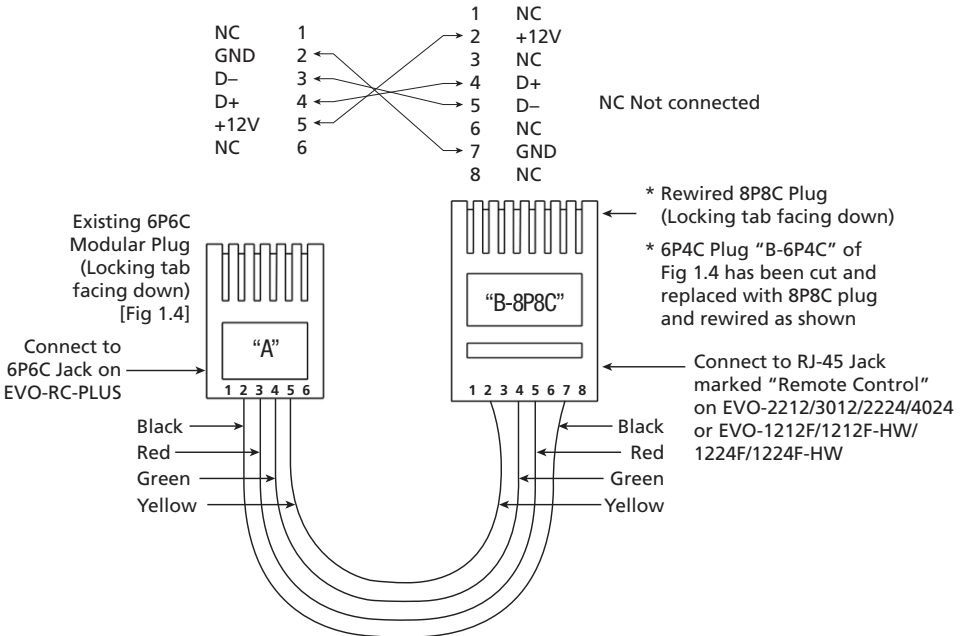 NC 1
GND 2
D– 3
D+ 4
+12V 5
NC 6
1 NC
2 +12V
3 NC
4 D+
5 D–
6 NC
7 GND
8 NC
NC Not connected
Existing 6P6C
Modular Plug
(Locking tab
facing down)
[Fig 1.4]
Connect to
6P6C Jack on
EVO-RC-PLUS
“A”
1 2 3 4 5 6
Black
Red
Green
Yellow
“B-8P8C”
1 2 3 4 5 6 7 8
Black
Red
Green
Yellow
* Rewired 8P8C Plug
(Locking tab facing down)
* 6P4C Plug “B-6P4C” of
Fig 1.4 has been cut and
replaced with 8P8C plug
and rewired as shown
Connect to RJ-45 Jack
marked “Remote Control”
on EVO-2212/3012/2224/4024
or EVO-1212F/1212F-HW/
1224F/1224F-HW